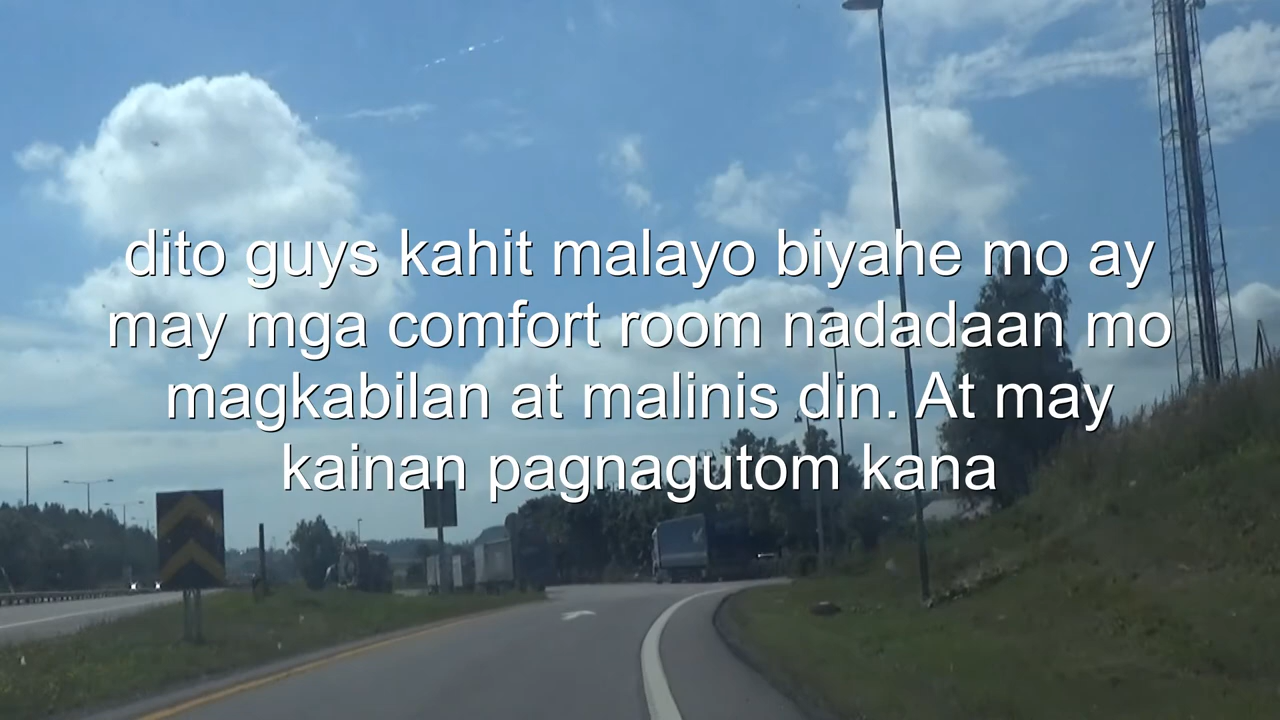 dito guys kahit malayo biyahe mo ay
may mga comfort room nadadaan mo
magkabilan at malinis din. At may
kainan pagnagutom kana